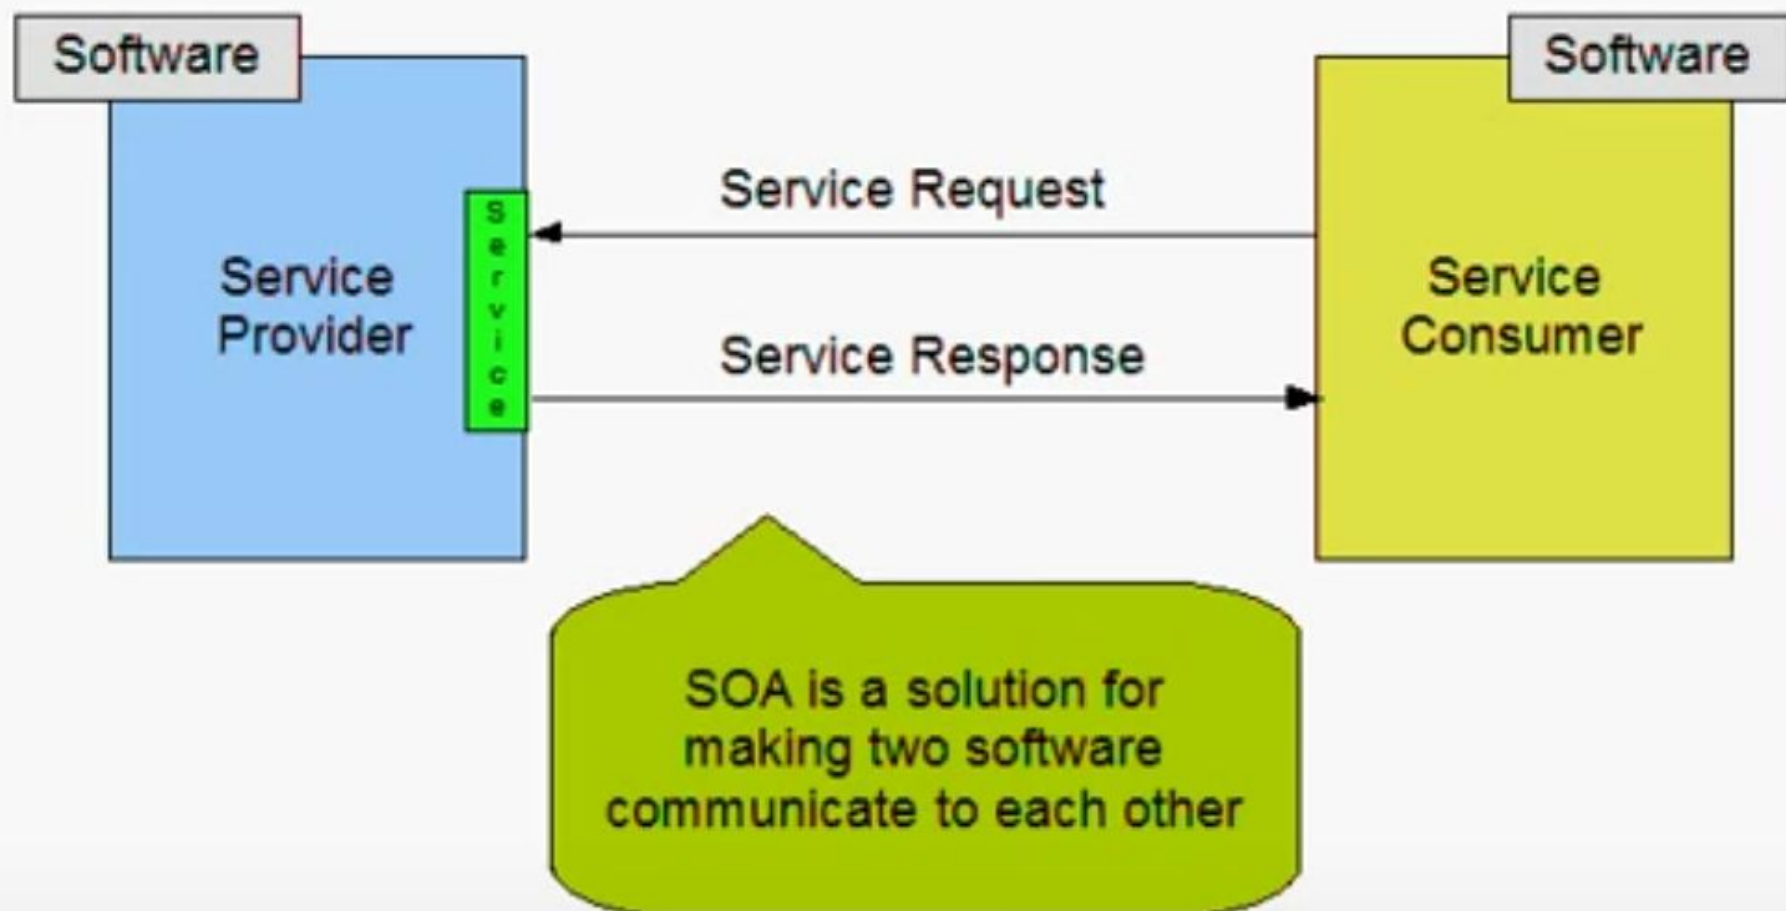 Software
Software
Service Request
Service
Service
Provider
Service Response
Service
Consumer
SOA is a solution for
making two software
communicate to each other